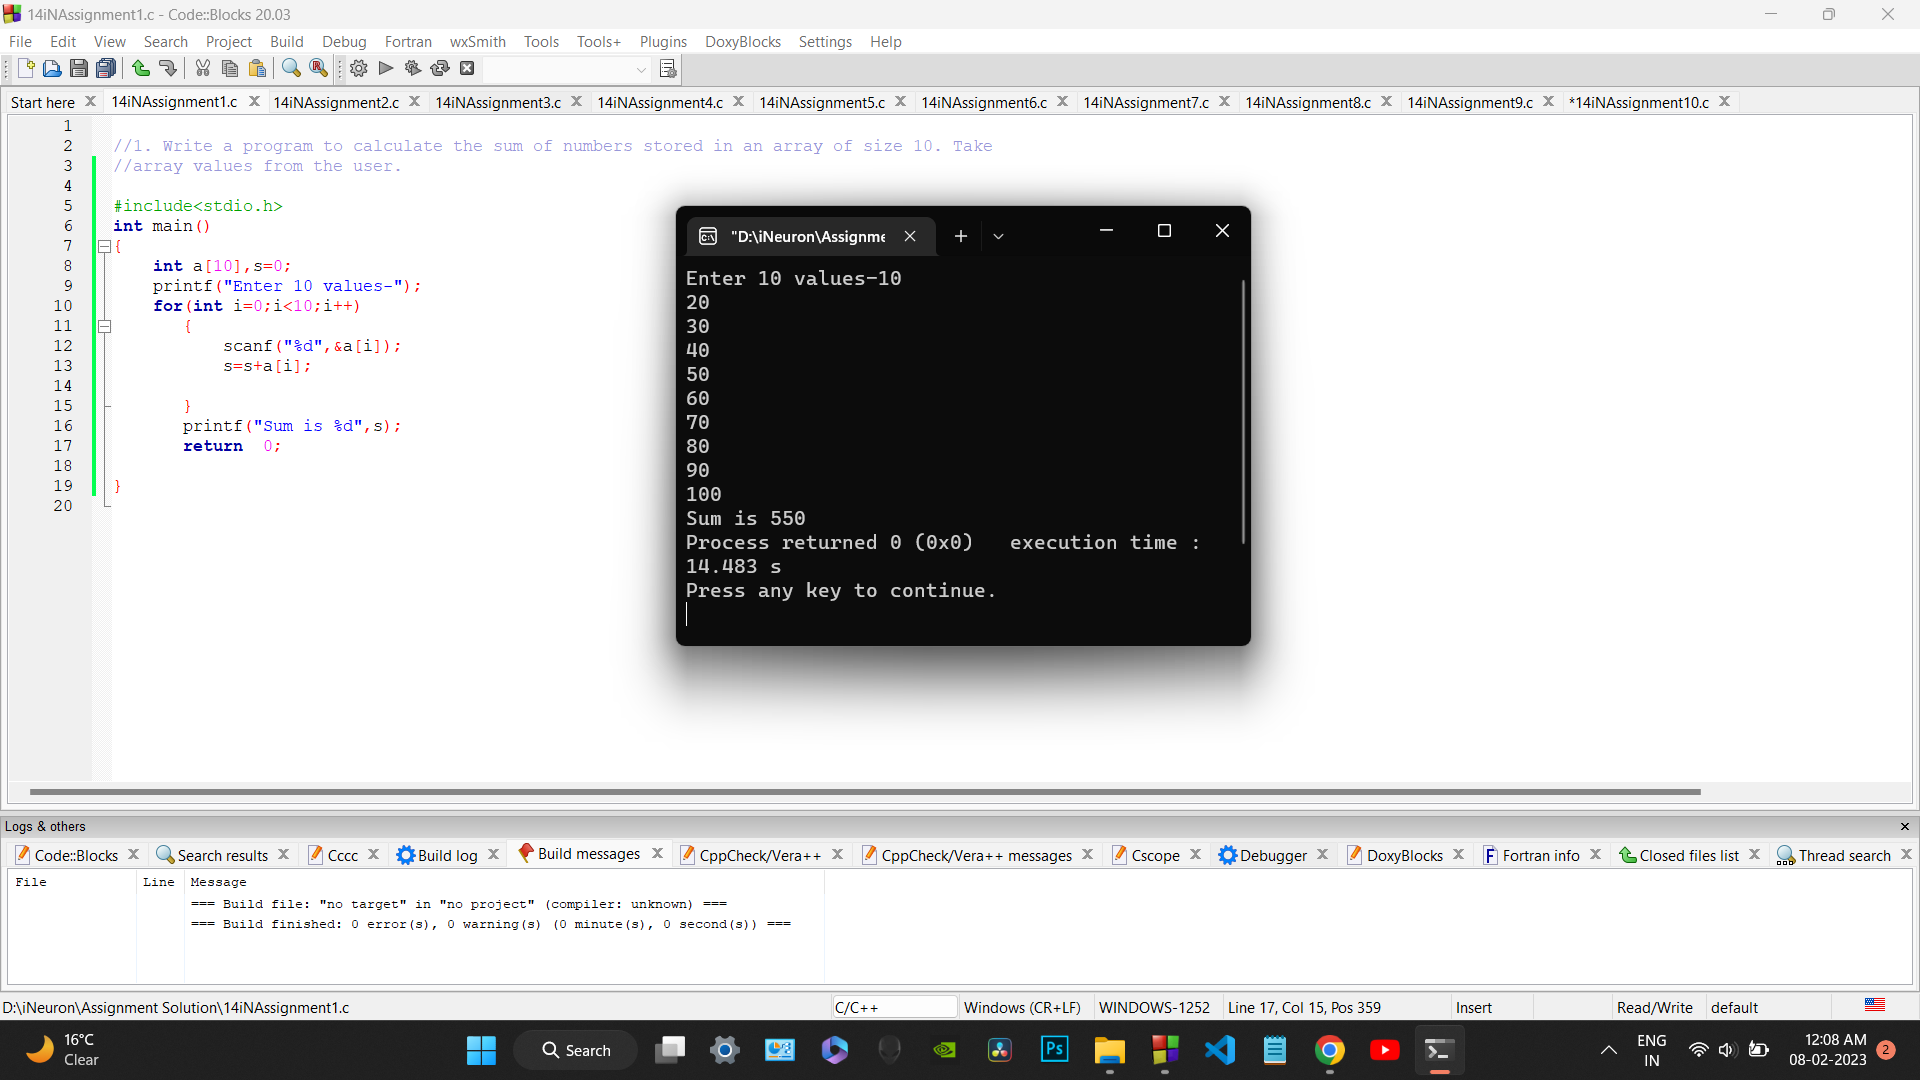 14iNAssignment1.c - Code::Blocks 20.03
File Edit View Search Project Build Debug Fortran wxSmith Tools Tools+ Plugins DoxyBlocks Settings Help
Start here 14iNAssignment1.c 14iNAssignment2.c 14iNAssignment3.c 14iNAssignment4.c 14iNAssignment5.c 14iNAssignment6.c 14iNAssignment7.c 14iNAssignment8.c 14iNAssignment9.c *14iNAssignment10.c
1
2 //1. Write a program to calculate the sum of numbers stored in an array of size 10. Take
3 //array values from the user.
4
5 #include<stdio.h>
6 int main()
7 {
8 int a[10],s=0;
9 printf("Enter 10 values-");
10 for(int i=0;i<10;i++)
11 {
12 scanf("%d",&a[i]);
13 s=s+a[i];
14
15 }
16 printf("Sum is %d",s);
17 return 0;
18
19 }
20
"D:\iNeuron\Assignme
Enter 10 values-10
20
30
40
50
60
70
80
90
100
Sum is 550
Process returned 0 (0x0) execution time :
14.483 s
Press any key to continue.
Logs & others
Code::Blocks Search results Cccc Build log Build messages CppCheck/Vera++ CppCheck/Vera++ messages Cscope Debugger DoxyBlocks Fortran info Closed files list Thread search
File Line Message
=== Build file: "no target" in "no project" (compiler: unknown) ===
=== Build finished: 0 error(s), 0 warning(s) (0 minute(s), 0 second(s)) ===
D:\iNeuron\Assignment Solution\14iNAssignment1.c C/C++ Windows (CR+LF) WINDOWS-1252 Line 17, Col 15, Pos 359 Insert Read/Write default
16°C
Clear
Search
Ps
ENG
IN
12:08 AM
08-02-2023
2